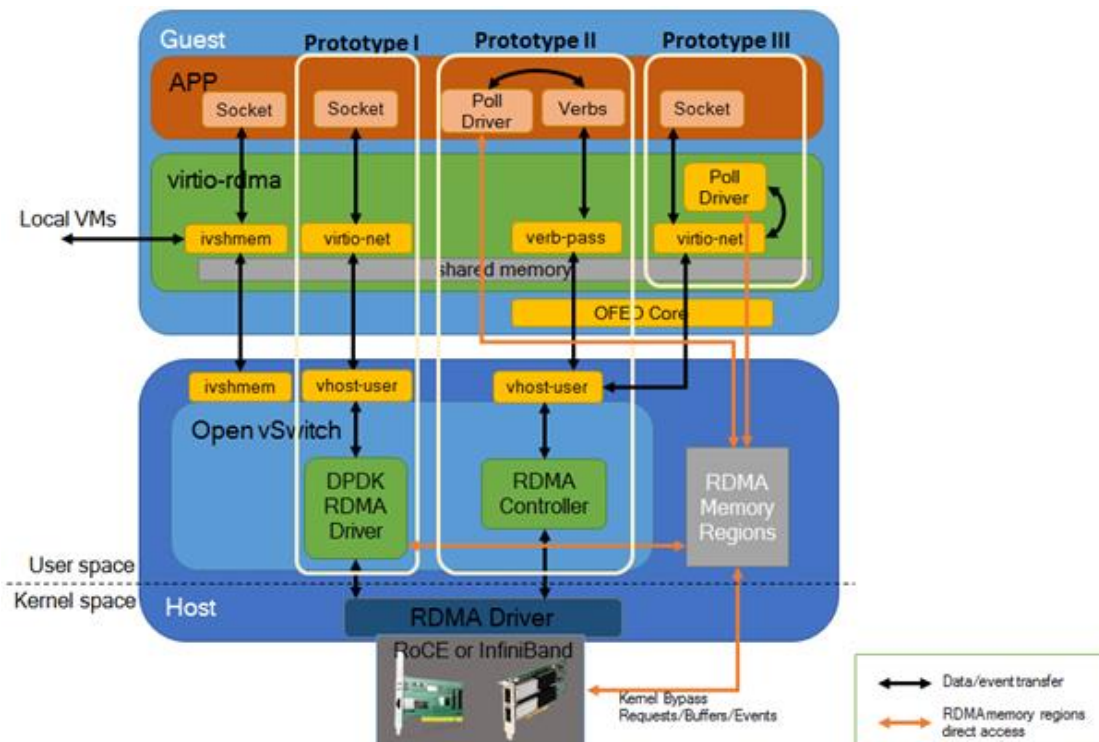 Guest
Prototype I
Prototype II
Prototype III
APP
Socket
Socket
Poll
Driver
Verbs
Socket
virtio-rdma
Poll
Driver
Local VMs
ivshmem
virtio-net
verb-pass
virtio-net
shared memory
OFED Core
ivshmem
vhost-user
vhost-user
Open vSwitch
DPDK
RDMA
Driver
RDMA
Controller
RDMA
Memory
Regions
User space
Kernel space
Host
RDMA Driver
RoCE or InfiniBand
Kernel Bypass
Requests/Buffers/Events
Data/event transfer
RDMA memory regions
direct access